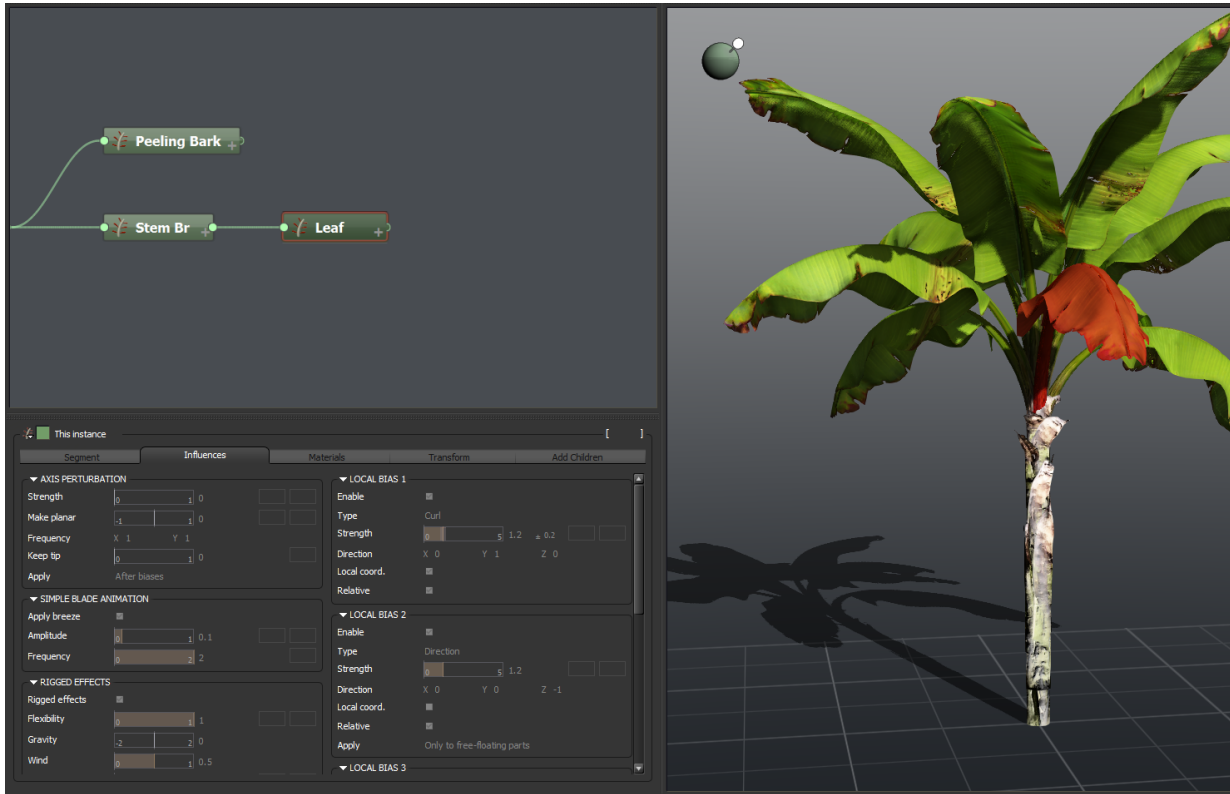 Peeling Bark
Stem Br
Leaf
This instance [ ]
Segment Influences Materials Transform Add Children
AXIS PERTURBATION
Strength 0 1 0
Make planar -1 1 0
Frequency X 1 Y 1
Keep tip 0 1 0
Apply After biases
SIMPLE BLADE ANIMATION
Apply breeze
Amplitude 0 1 0.1
Frequency 0 2 2
RIGGED EFFECTS
Rigged effects
Flexibility 0 1 1
Gravity -2 2 0
Wind 0 1 0.5
LOCAL BIAS 1
Enable
Type Curl
Strength 0 5 1.2 ± 0.2
Direction X 0 Y 1 Z 0
Local coord.
Relative
LOCAL BIAS 2
Enable
Type Direction
Strength 0 5 1.2
Direction X 0 Y 0 Z -1
Local coord.
Relative
Apply Only to free-floating parts
LOCAL BIAS 3